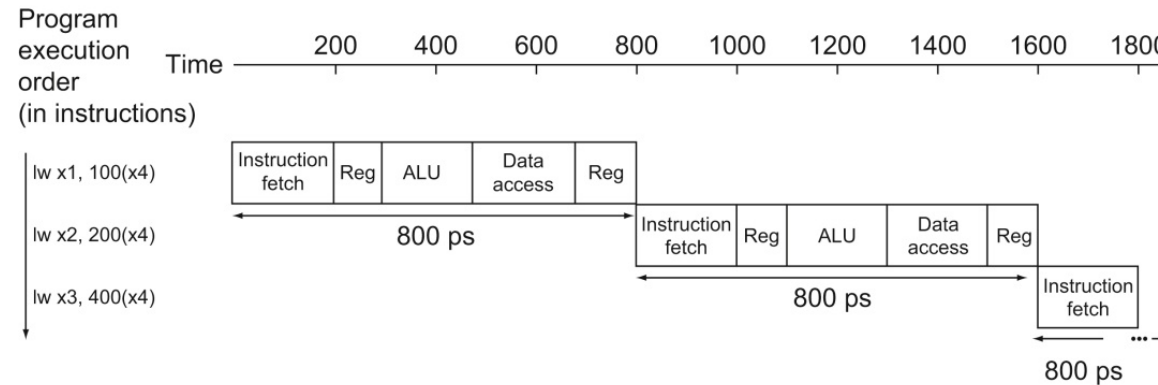 Program
execution
order
(in instructions)
Time
200 400 600 800 1000 1200 1400 1600 1800
lw x1, 100(x4)
Instruction
fetch
Reg
ALU
Data
access
Reg
800 ps
lw x2, 200(x4)
Instruction
fetch
Reg
ALU
Data
access
Reg
800 ps
lw x3, 400(x4)
Instruction
fetch
800 ps
...